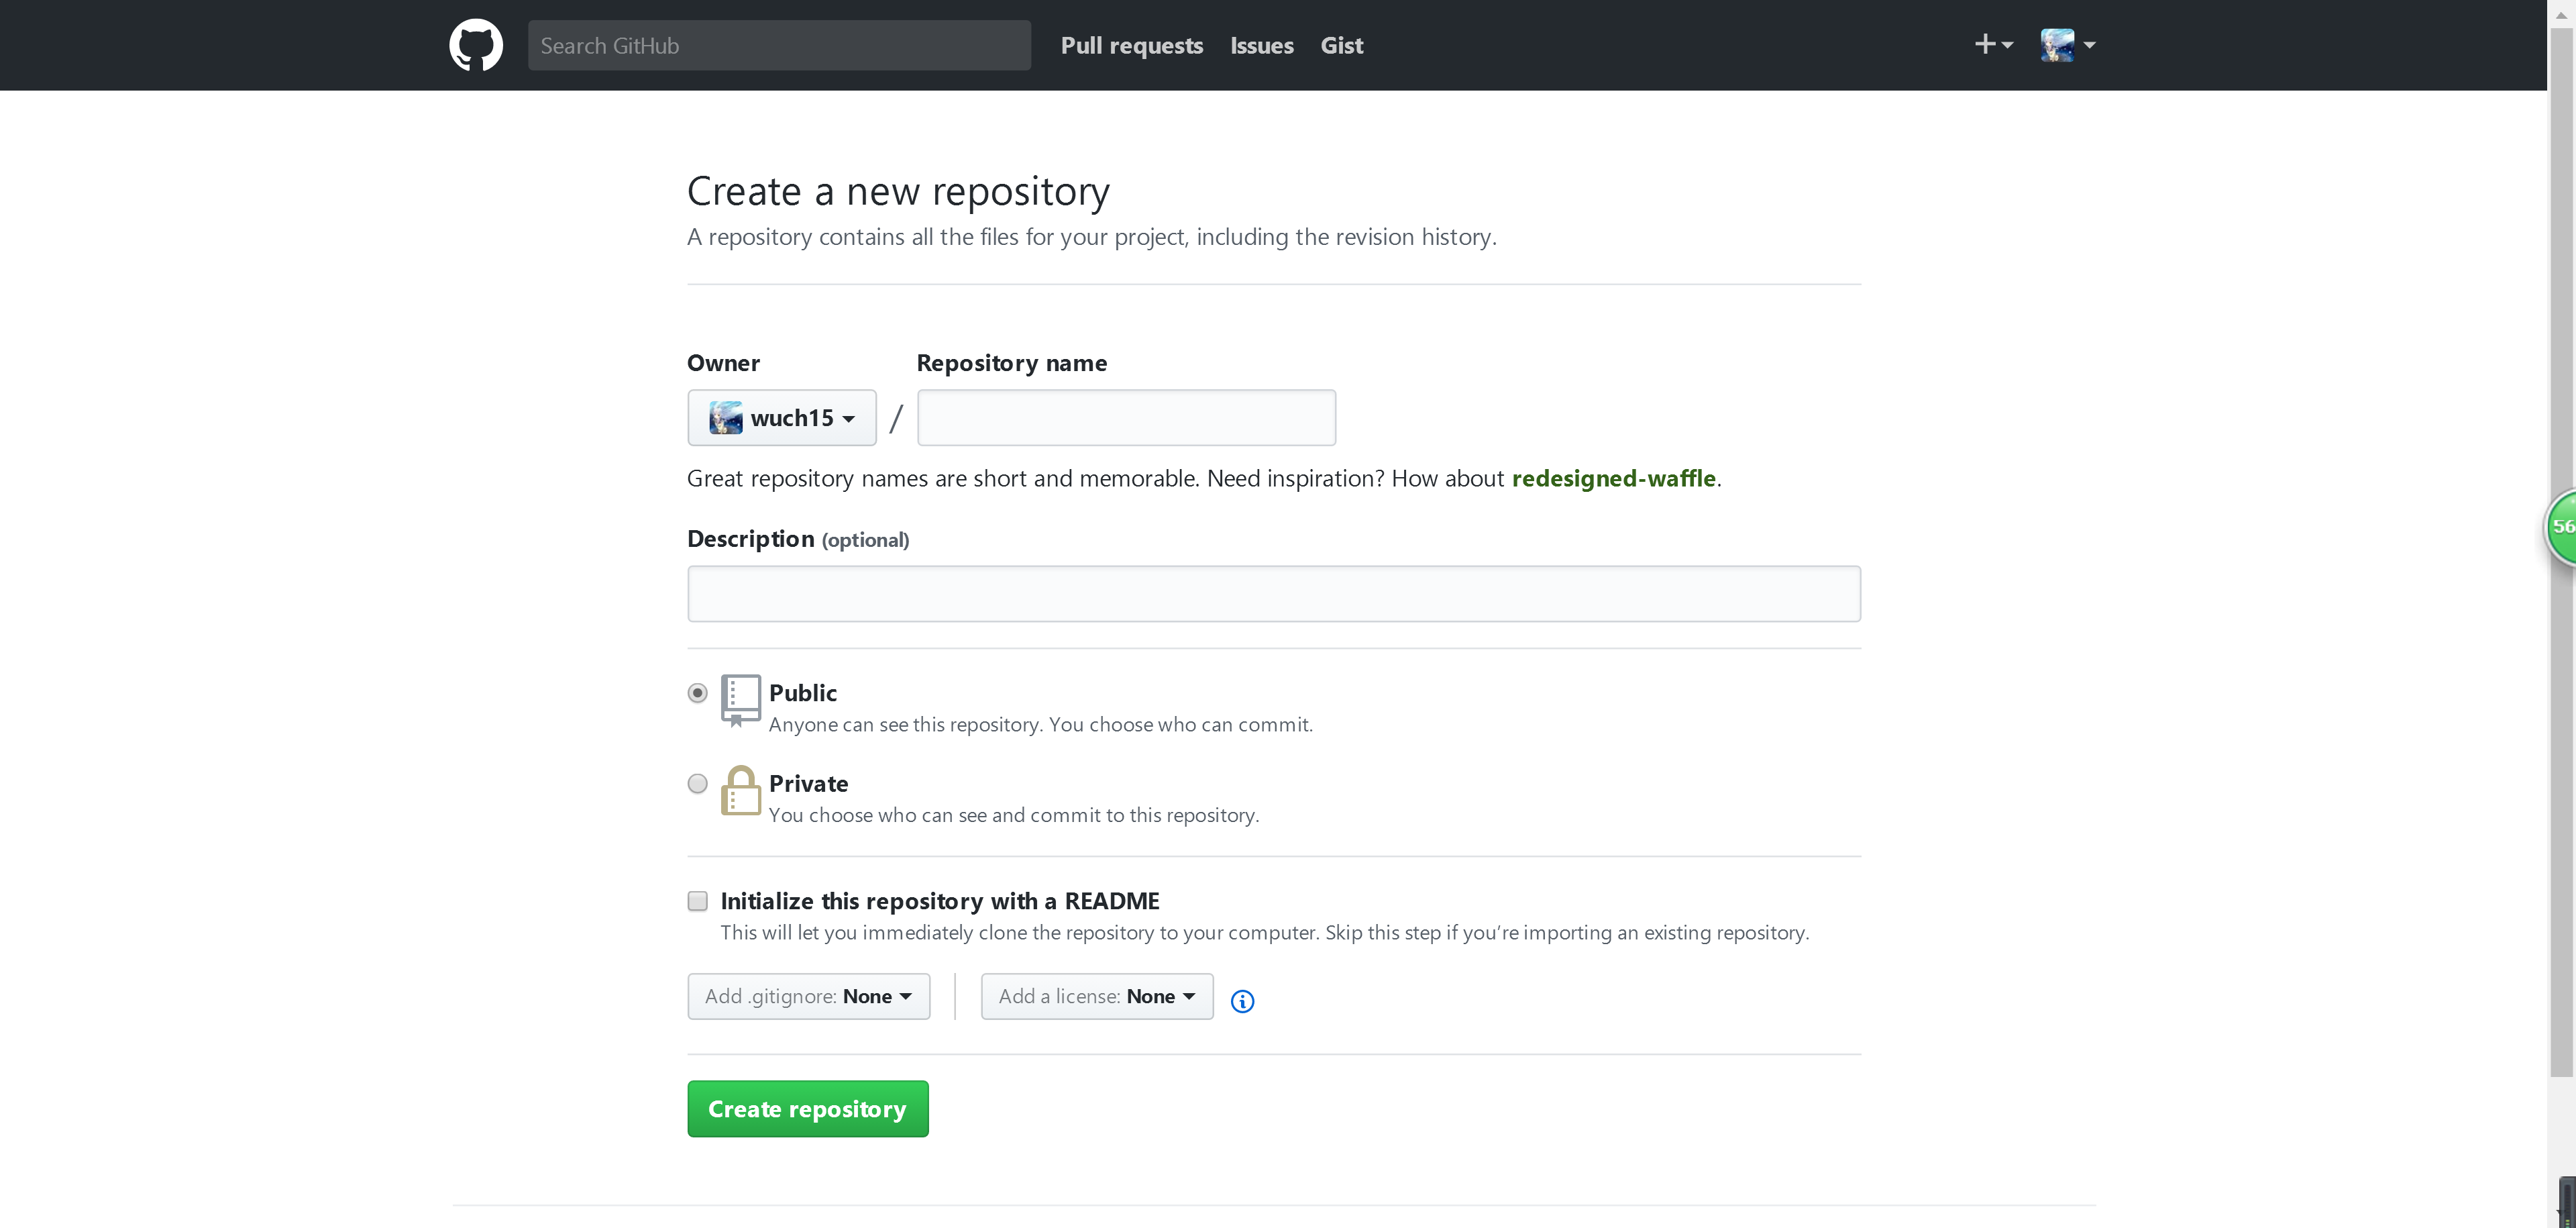 Search GitHub Pull requests Issues Gist
Create a new repository
A repository contains all the files for your project, including the revision history.
Owner Repository name
wuch15 /
Great repository names are short and memorable. Need inspiration? How about redesigned-waffle.
Description (optional)
Public
Anyone can see this repository. You choose who can commit.
56
Private
You choose who can see and commit to this repository.
Initialize this repository with a README
This will let you immediately clone the repository to your computer. Skip this step if you’re importing an existing repository.
Add .gitignore: None Add a license: None
Create repository